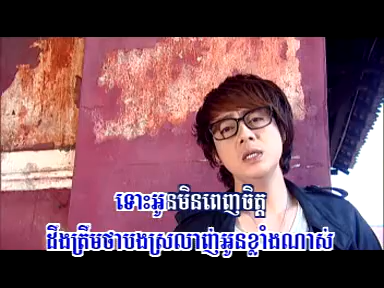 ទោះអូនមិនពេញចិត្ត
ដឹងត្រឹមថាបងស្រលាញ់អូនខ្លាំងណាស់